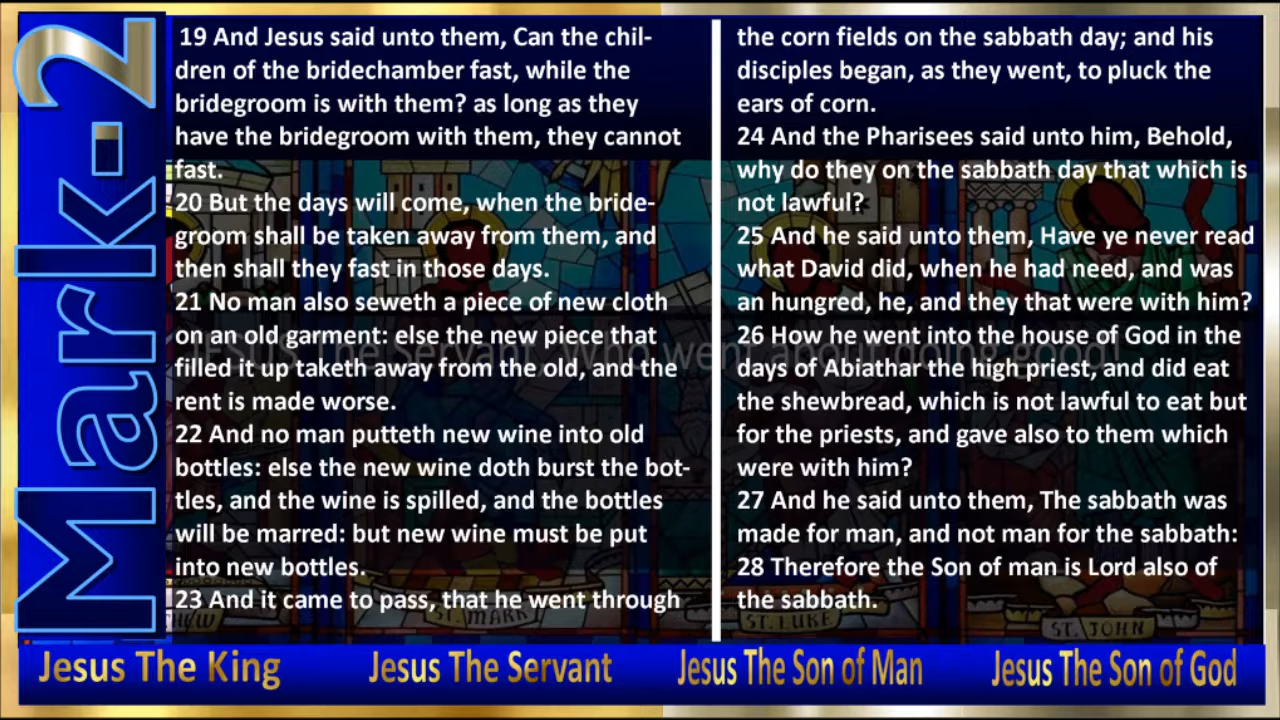 Mark-2
19 And Jesus said unto them, Can the chil-
dren of the bridechamber fast, while the
bridegroom is with them? as long as they
have the bridegroom with them, they cannot
fast.
20 But the days will come, when the bride-
groom shall be taken away from them, and
then shall they fast in those days.
21 No man also seweth a piece of new cloth
on an old garment: else the new piece that
filled it up taketh away from the old, and the
rent is made worse.
22 And no man putteth new wine into old
bottles: else the new wine doth burst the bot-
tles, and the wine is spilled, and the bottles
will be marred: but new wine must be put
into new bottles.
23 And it came to pass, that he went through
the corn fields on the sabbath day; and his
disciples began, as they went, to pluck the
ears of corn.
24 And the Pharisees said unto him, Behold,
why do they on the sabbath day that which is
not lawful?
25 And he said unto them, Have ye never read
what David did, when he had need, and was
an hungred, he, and they that were with him?
26 How he went into the house of God in the
days of Abiathar the high priest, and did eat
the shewbread, which is not lawful to eat but
for the priests, and gave also to them which
were with him?
27 And he said unto them, The sabbath was
made for man, and not man for the sabbath:
28 Therefore the Son of man is Lord also of
the sabbath.
JESUS The Servant who went about doing good!
ST. MARK
ST. LUKE
ST. JOHN
Jesus The King
Jesus The Servant
Jesus The Son of Man
Jesus The Son of God